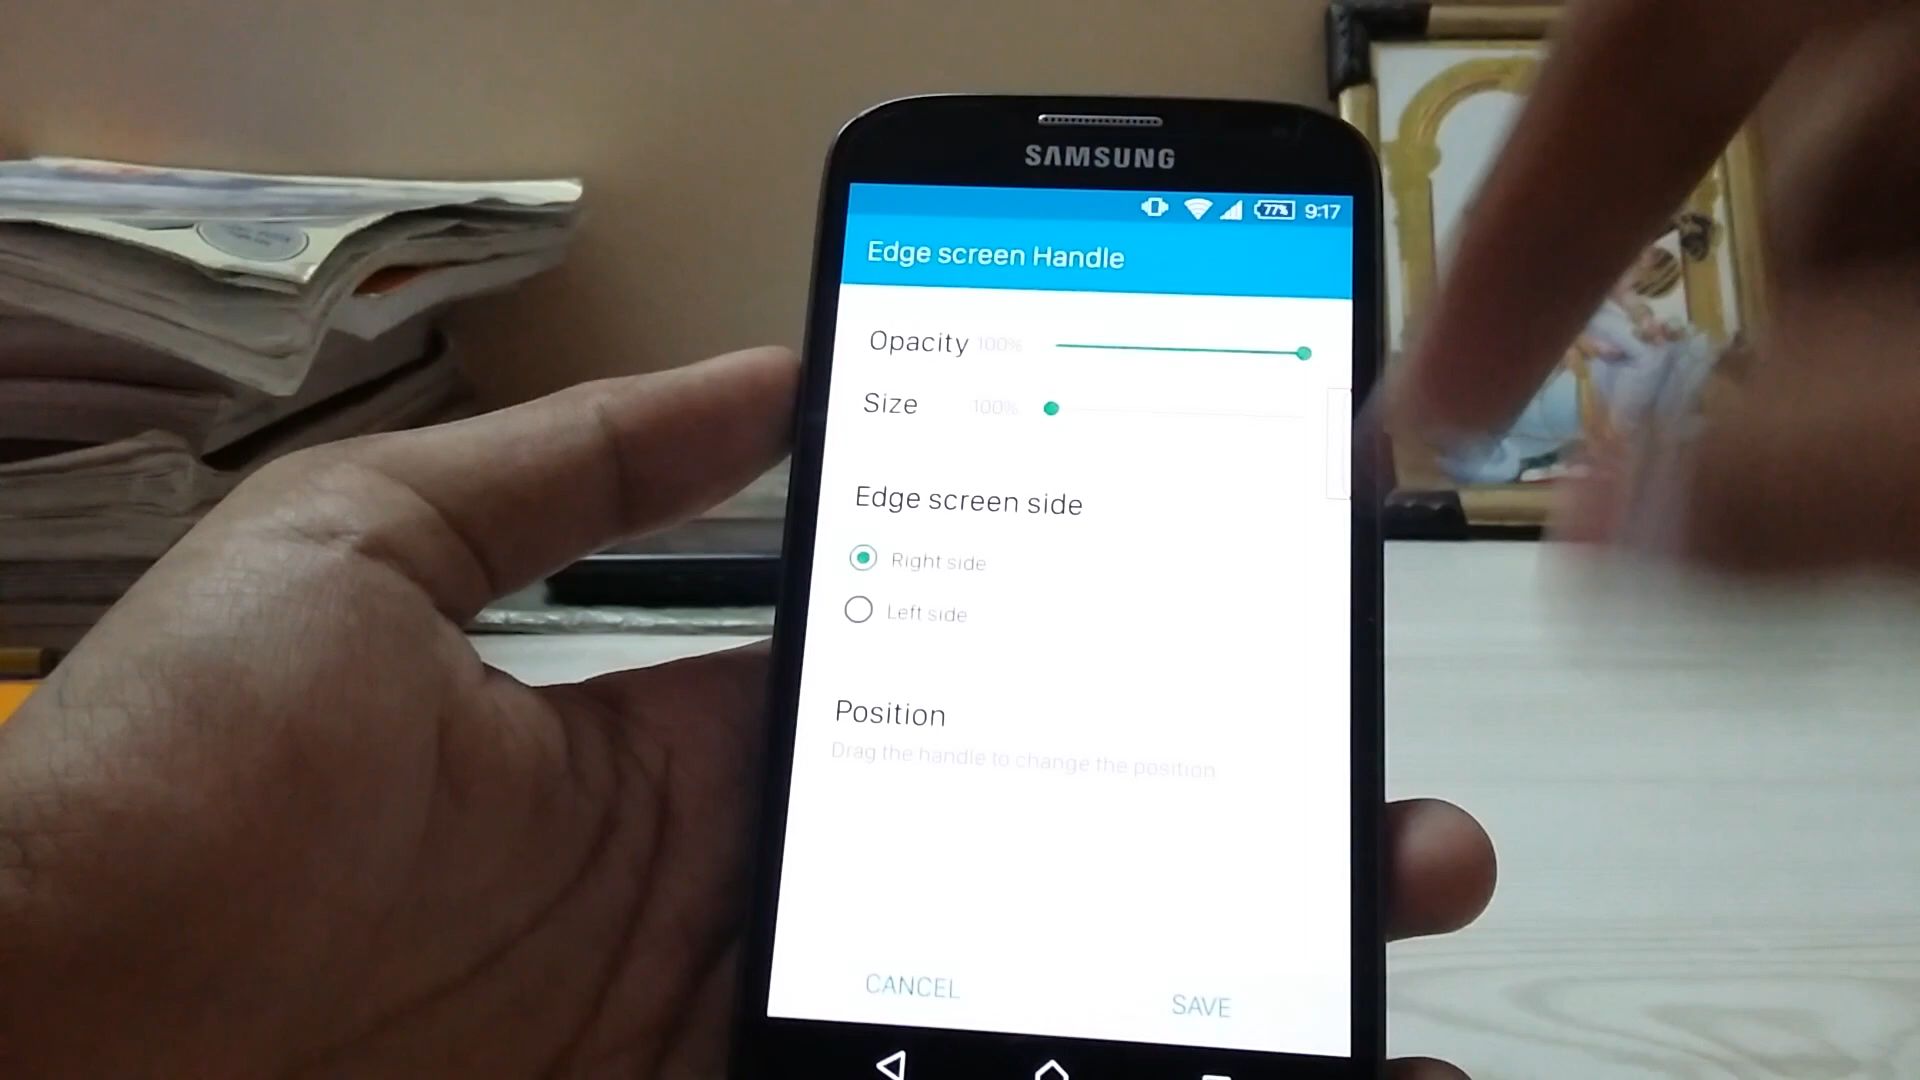 SAMSUNG
77% 9:17
Edge screen Handle
Opacity 100%
Size 100%
Edge screen side
Right side
Left side
Position
Drag the handle to change the position
CANCEL SAVE